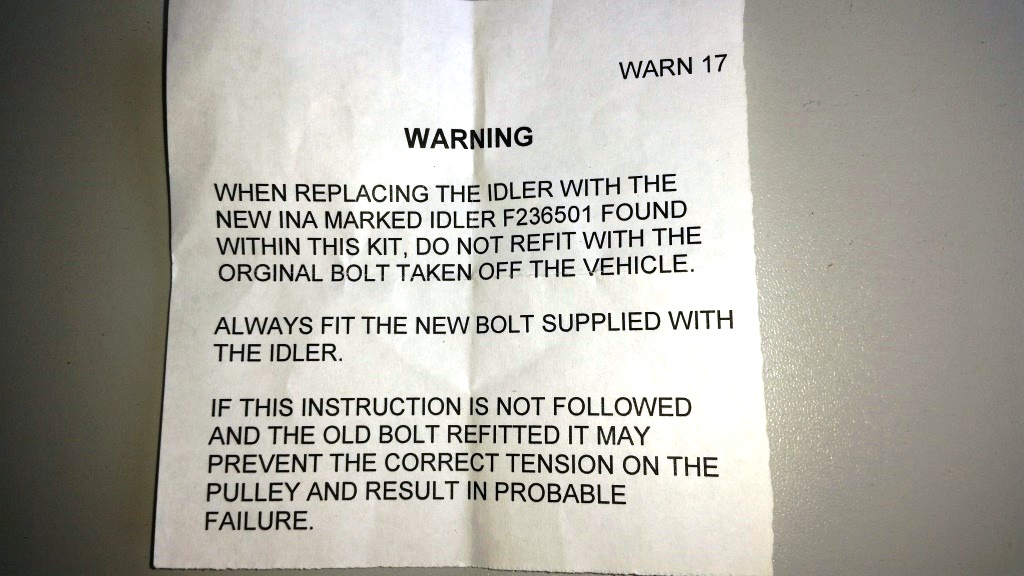 WARN 17
WARNING
WHEN REPLACING THE IDLER WITH THE
NEW INA MARKED IDLER F236501 FOUND
WITHIN THIS KIT, DO NOT REFIT WITH THE
ORGINAL BOLT TAKEN OFF THE VEHICLE.
ALWAYS FIT THE NEW BOLT SUPPLIED WITH
THE IDLER.
IF THIS INSTRUCTION IS NOT FOLLOWED
AND THE OLD BOLT REFITTED IT MAY
PREVENT THE CORRECT TENSION ON THE
PULLEY AND RESULT IN PROBABLE
FAILURE.